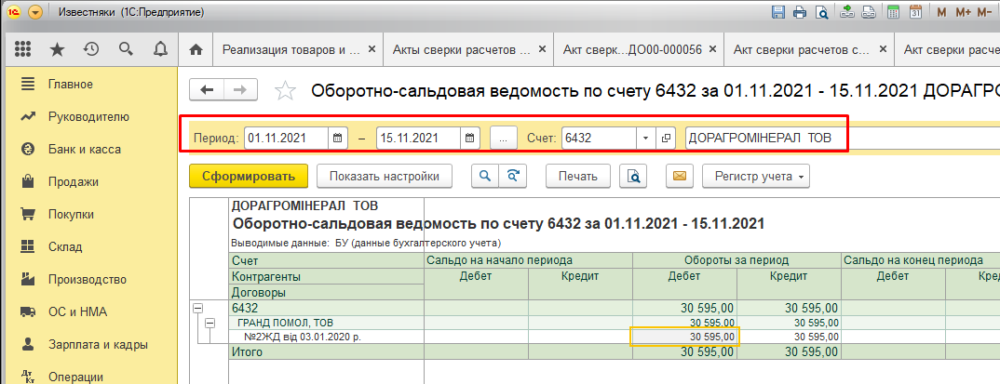 Известняки (1С:Предприятие)
M M+ M-
31
Реализация товаров и ... ×
Акты сверки расчетов ... ×
Акт сверк...ДО00-000056 ×
Акт сверки расчетов с... ×
Акт сверки расче
Главное
Руководителю
Банк и касса
Продажи
Покупки
Склад
Производство
ОС и НМА
Зарплата и кадры
Дт Кт Операции
Оборотно-сальдовая ведомость по счету 6432 за 01.11.2021 - 15.11.2021 ДОРАГРОМ
Период: 01.11.2021 – 15.11.2021 ... Счет: 6432 ДОРАГРОМІНЕРАЛ ТОВ
Сформировать Показать настройки Печать Регистр учета
ДОРАГРОМІНЕРАЛ ТОВ
Оборотно-сальдовая ведомость по счету 6432 за 01.11.2021 - 15.11.2021
Выводимые данные: БУ (данные бухгалтерского учета)
Счет Сальдо на начало периода Обороты за период Сальдо на конец периода
Контрагенты Дебет Кредит Дебет Кредит Дебет Кре
Договоры
6432 30 595,00 30 595,00
ГРАНД ПОМОЛ, ТОВ 30 595,00 30 595,00
№2ЖД від 03.01.2020 р. 30 595,00 30 595,00
Итого 30 595,00 30 595,00